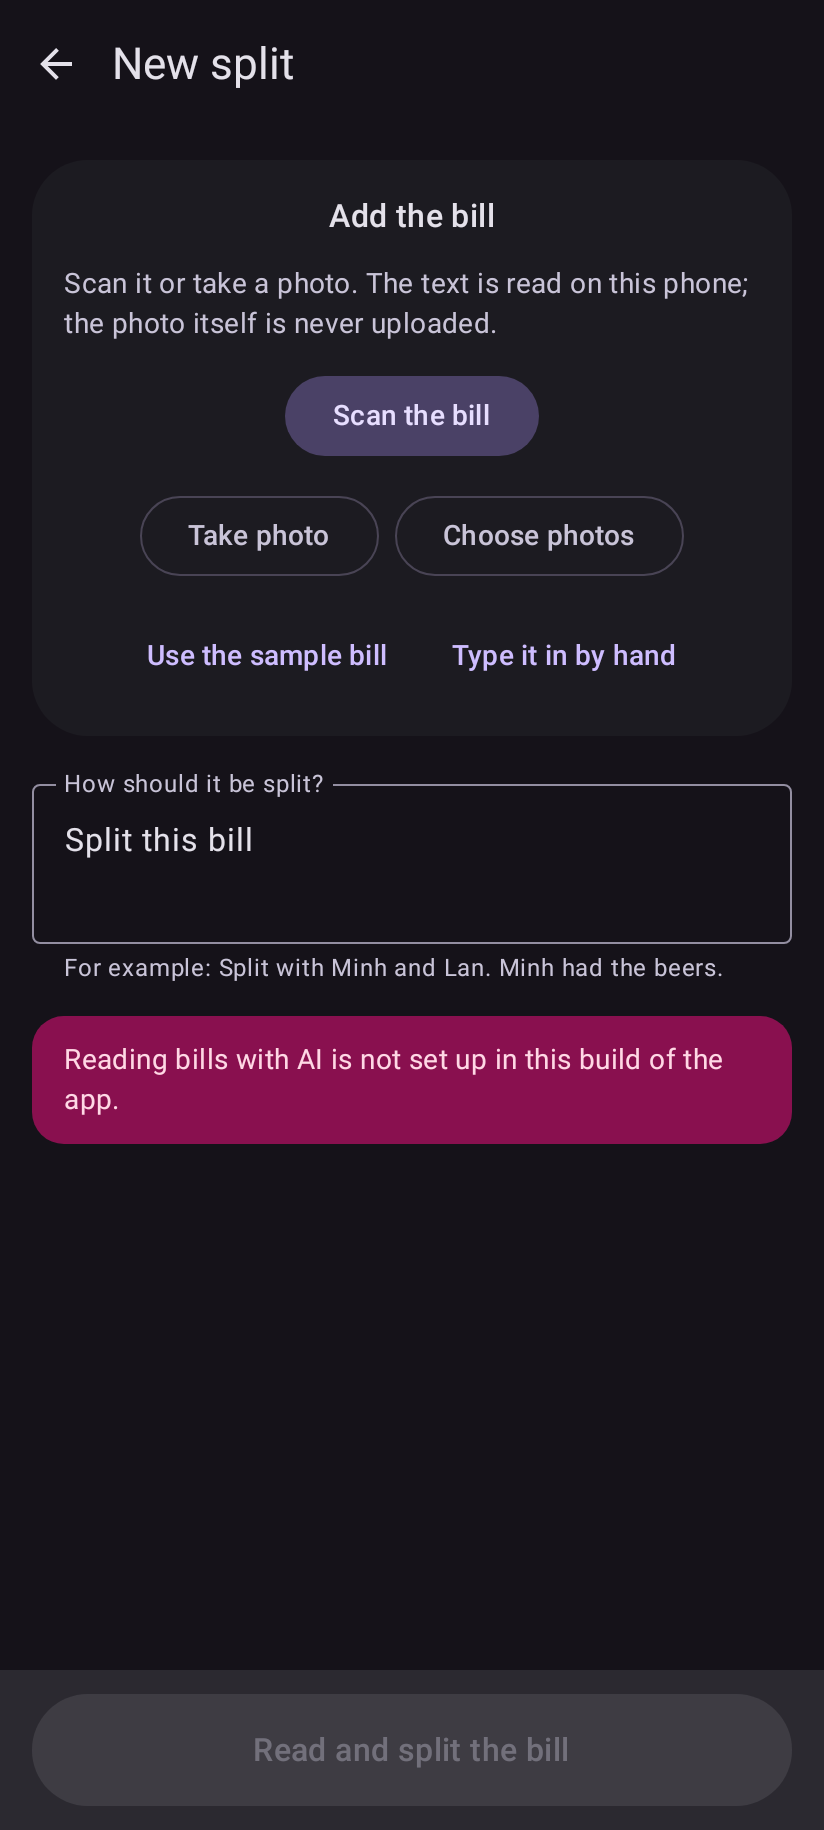 New split
Add the bill
Scan it or take a photo. The text is read on this phone;
the photo itself is never uploaded.
Scan the bill
Take photo
Choose photos
Use the sample bill
Type it in by hand
How should it be split?
Split this bill
For example: Split with Minh and Lan. Minh had the beers.
Reading bills with AI is not set up in this build of the
app.
Read and split the bill